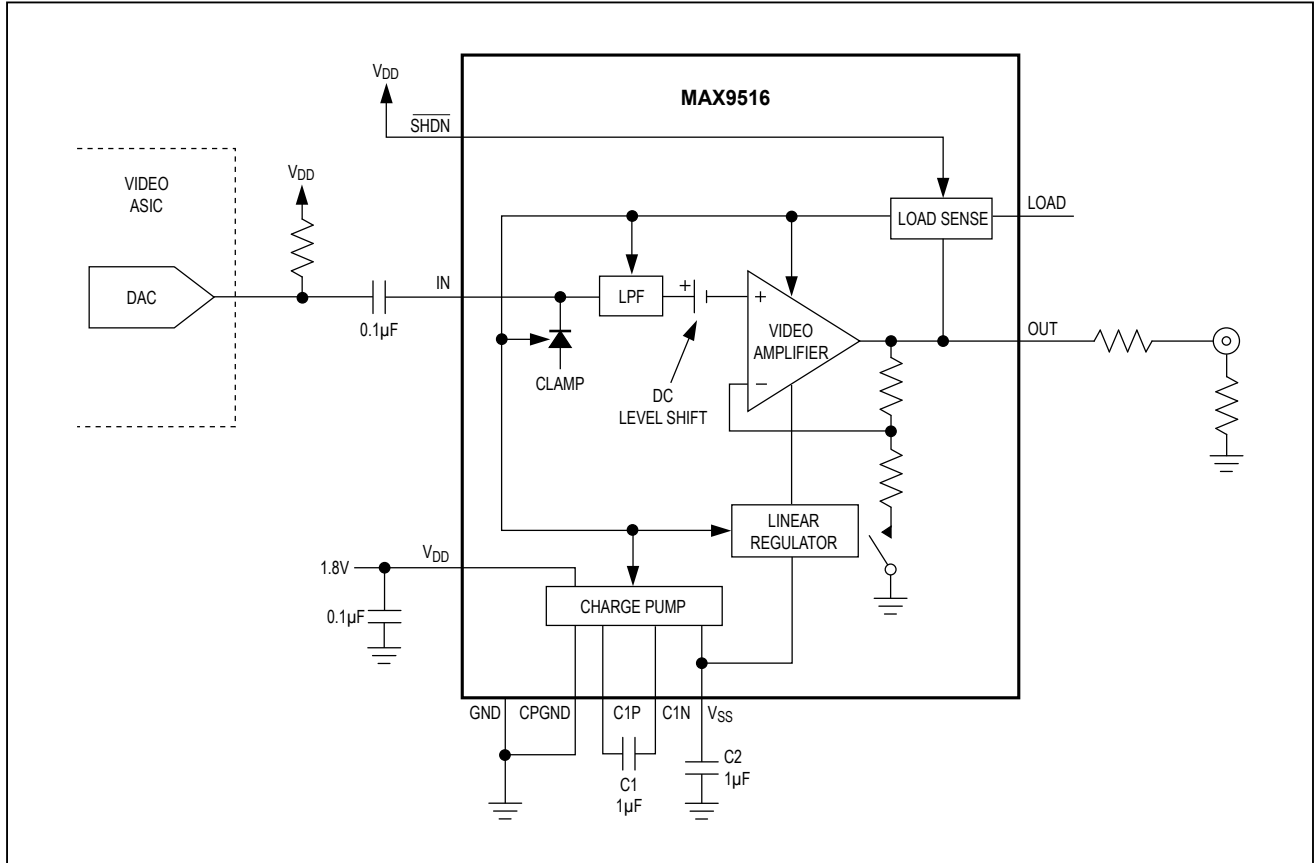 MAX9516
VDD
SHDN
VIDEO
ASIC
VDD
DAC
0.1µF
IN
LPF
+
CLAMP
DC
LEVEL SHIFT
+
VIDEO
AMPLIFIER
−
LOAD SENSE
LOAD
OUT
LINEAR
REGULATOR
1.8V
VDD
0.1µF
CHARGE PUMP
GND
CPGND
C1P
C1N
VSS
C1
1µF
C2
1µF